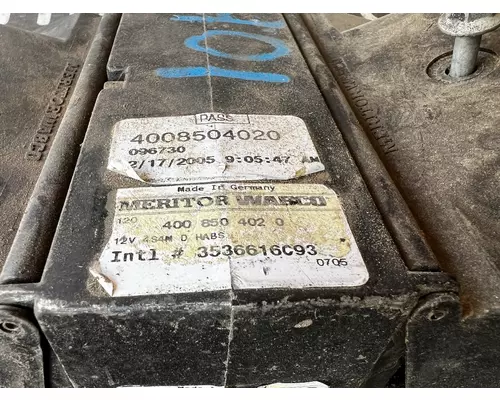 PASS
4008504020
096730
2/17/2005 9:05:47 AM
Made In Germany
MERITOR WABCO
120 400 850 402 0
12V 4S4M D HABS
Intl # 3536616C93
0705